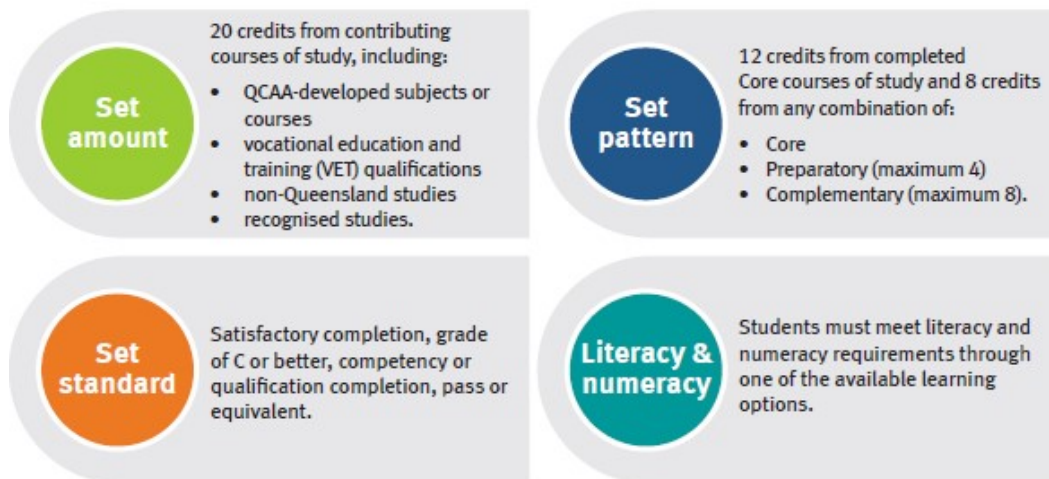 Set
amount
20 credits from contributing
courses of study, including:
• QCAA-developed subjects or
courses
• vocational education and
training (VET) qualifications
• non-Queensland studies
• recognised studies.
Set
pattern
12 credits from completed
Core courses of study and 8 credits
from any combination of:
• Core
• Preparatory (maximum 4)
• Complementary (maximum 8).
Set
standard
Satisfactory completion, grade
of C or better, competency or
qualification completion, pass or
equivalent.
Literacy &
numeracy
Students must meet literacy and
numeracy requirements through
one of the available learning
options.